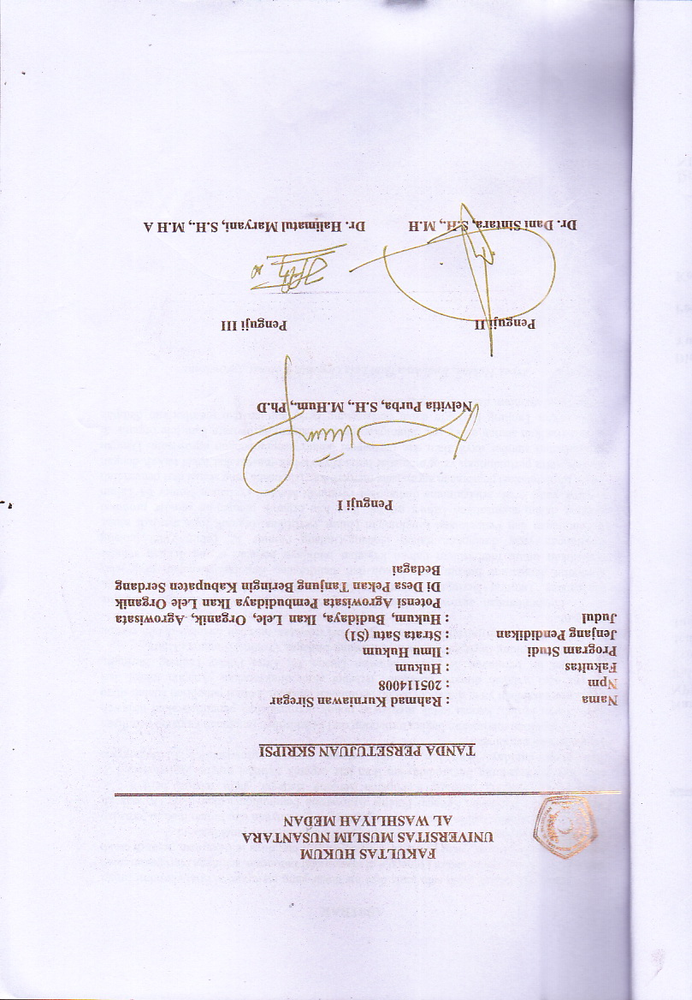 FAKULTAS HUKUM
UNIVERSITAS MUSLIM NUSANTARA
AL WASHLIYAH MEDAN
TANDA PERSETUJUAN SKRIPSI
Nama : Rahmad Kurniawan Siregar
Npm : 205114008
Fakultas : Hukum
Program Studi : Ilmu Hukum
Jenjang Pendidikan : Strata Satu (S1)
Judul : Hukum, Budidaya, Ikan Lele, Organik, Agrowisata
Potensi Agrowisata Pembudidaya Ikan Lele Organik
Di Desa Pekan Tanjung Beringin Kabupaten Serdang
Bedagai
Penguji I
Nelvitia Purba, S.H., M.Hum., Ph.D
Penguji II Penguji III
Dr. Dani Sintara, S.H., M.H Dr. Halimatul Maryani, S.H., M.H A